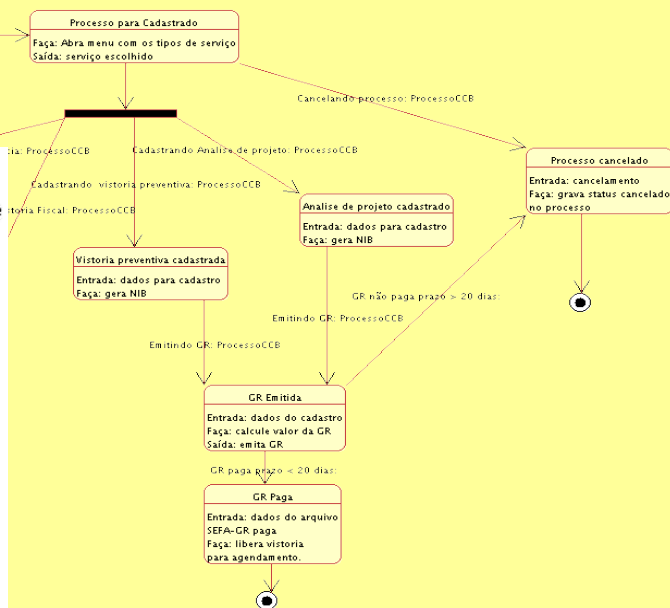 Processo para Cadastrado
Faça: Abra menu com os tipos de serviço
Saída: serviço escolhido
Cancelando processo: ProcessoCCB
cia: ProcessoCCB
Cadastrando Analise de projeto: ProcessoCCB
Processo cancelado
Entrada: cancelamento
Faça: grava status cancelado
no processo
Cadastrando vistoria preventiva: ProcessoCCB
storia Fiscal: ProcessoCCB
Analise de projeto cadastrado
Entrada: dados para cadastro
Faça: gera NIB
Vistoria preventiva cadastrada
Entrada: dados para cadastro
Faça: gera NIB
GR não paga prazo > 20 dias:
Emitindo GR: ProcessoCCB
Emitindo GR: ProcessoCCB
GR Emitida
Entrada: dados do cadastro
Faça: calcule valor da GR
Saída: emita GR
GR paga prazo < 20 dias:
GR Paga
Entrada: dados do arquivo
SEFA-GR paga
Faça: libera vistoria
para agendamento.